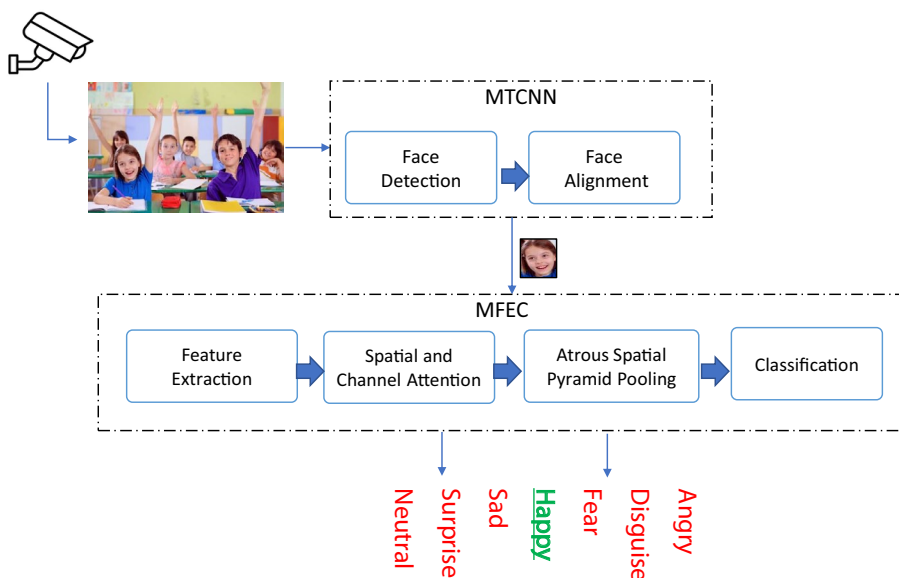 MTCNN
Face
Detection
Face
Alignment
MFEC
Feature
Extraction
Spatial and
Channel Attention
Atrous Spatial
Pyramid Pooling
Classification
Neutral
Surprise
Sad
Happy
Fear
Disguise
Angry